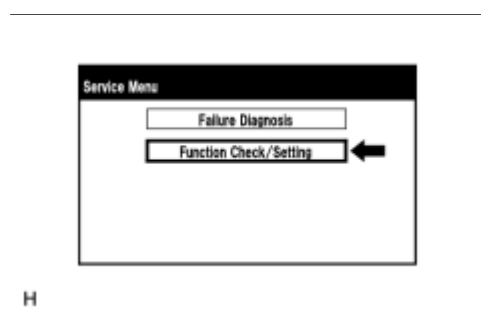 Service Menu
Failure Diagnosis
Function Check/Setting
H